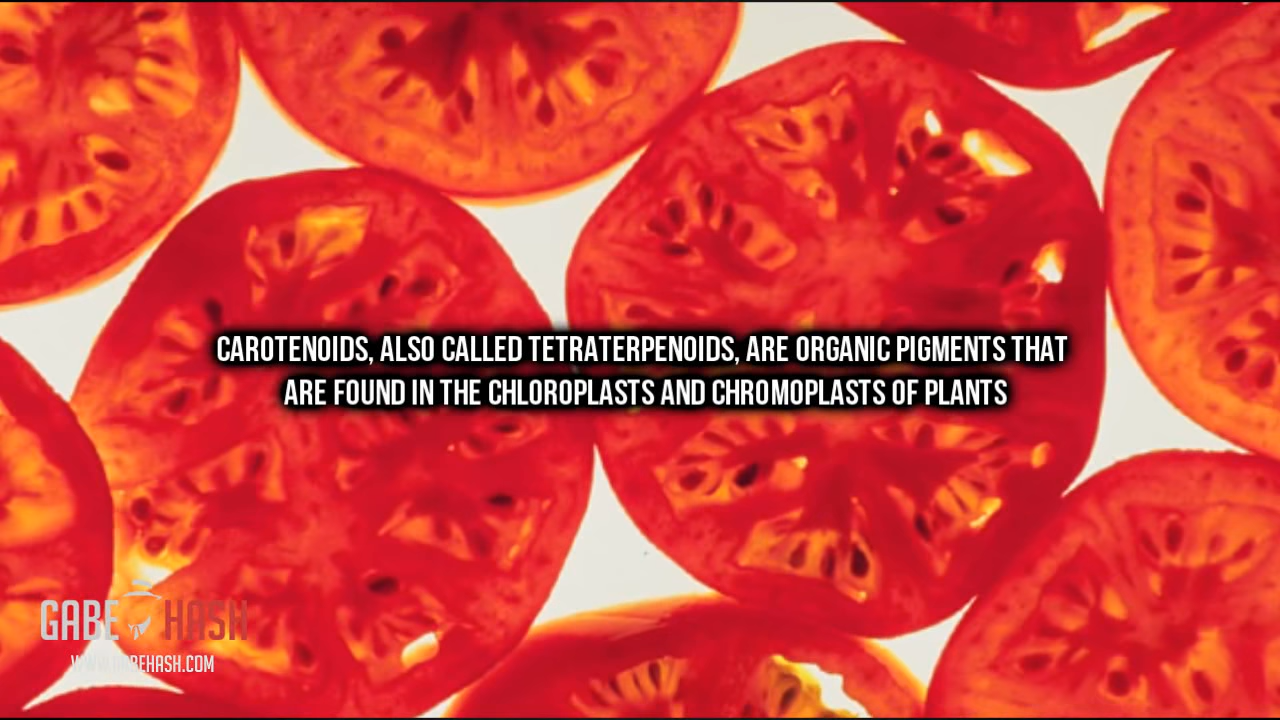 CAROTENOIDS, ALSO CALLED TETRATERPENOIDS, ARE ORGANIC PIGMENTS THAT
ARE FOUND IN THE CHLOROPLASTS AND CHROMOPLASTS OF PLANTS
GABE HASH
WWW.GABEHASH.COM